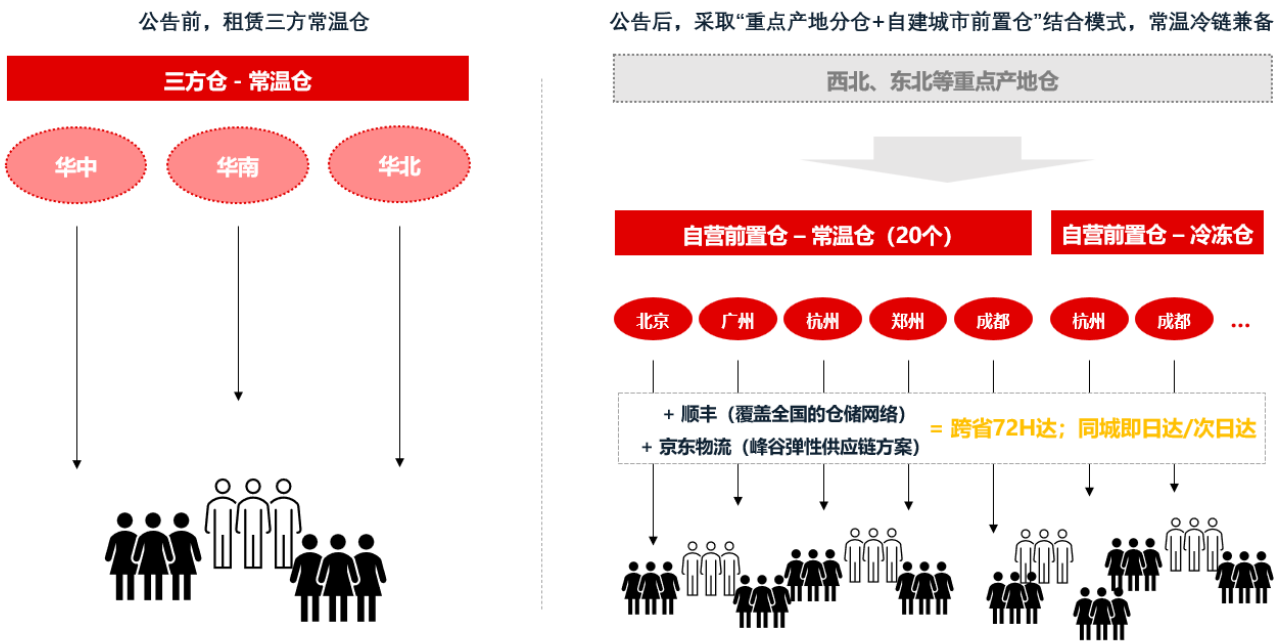 公告前，租赁三方常温仓
三方仓 - 常温仓
华中
华南
华北
公告后，采取“重点产地分仓+自建城市前置仓”结合模式，常温冷链兼备
西北、东北等重点产地仓
自营前置仓 – 常温仓（20个）
自营前置仓 – 冷冻仓
北京
广州
杭州
郑州
成都
杭州
成都
...
+ 顺丰（覆盖全国的仓储网络）
+ 京东物流（峰谷弹性供应链方案）
= 跨省72H达；同城即日达/次日达